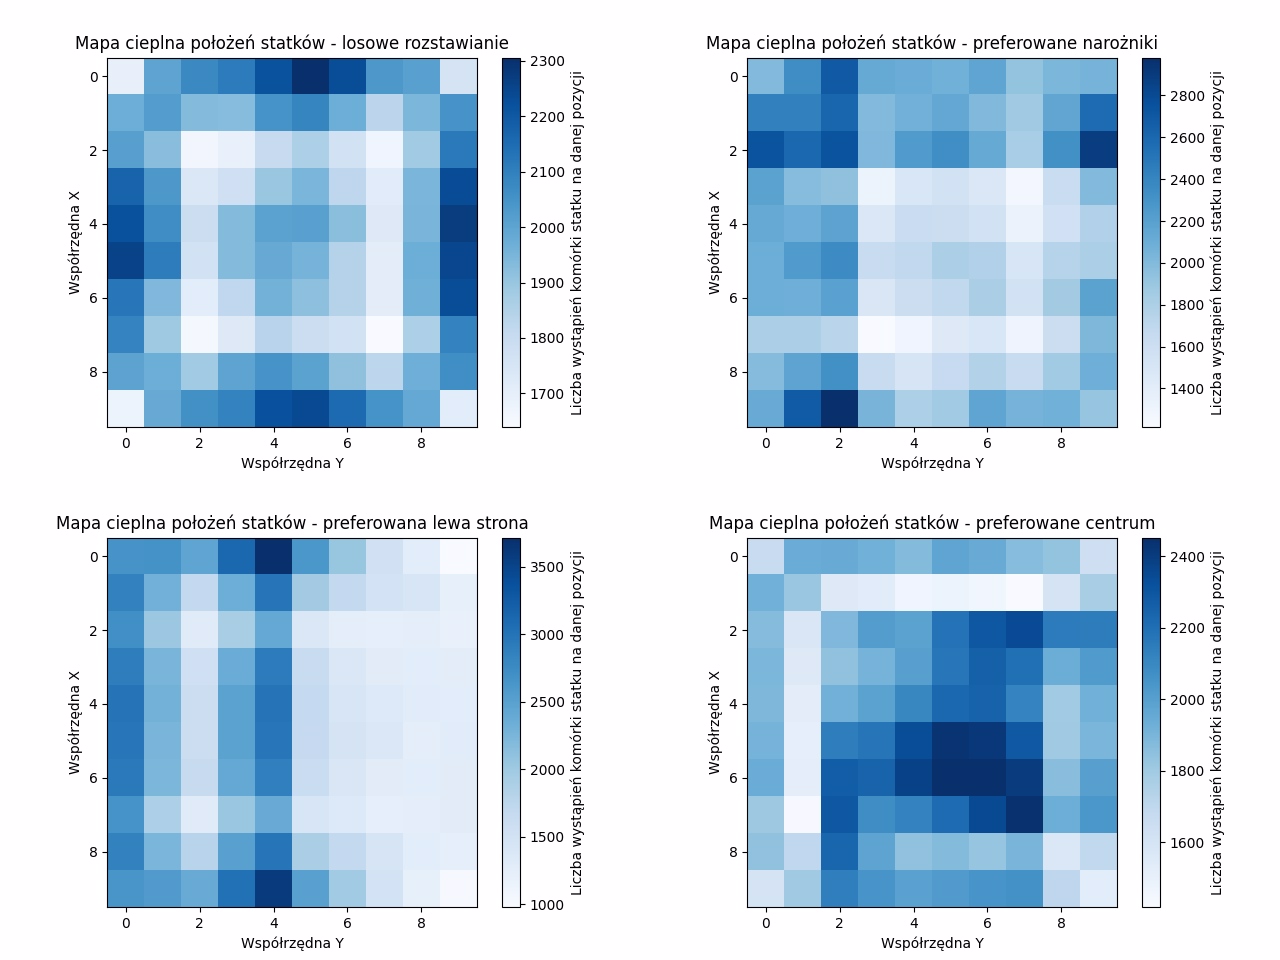 Mapa cieplna położeń statków - losowe rozstawianie
0
2
4
6
8
0 2 4 6 8
Współrzędna X
Współrzędna Y
2300
2200
2100
2000
1900
1800
1700
Liczba wystąpień komórki statku na danej pozycji
Mapa cieplna położeń statków - preferowane narożniki
0
2
4
6
8
0 2 4 6 8
Współrzędna X
Współrzędna Y
2800
2600
2400
2200
2000
1800
1600
1400
Liczba wystąpień komórki statku na danej pozycji
Mapa cieplna położeń statków - preferowana lewa strona
0
2
4
6
8
0 2 4 6 8
Współrzędna X
Współrzędna Y
3500
3000
2500
2000
1500
1000
Liczba wystąpień komórki statku na danej pozycji
Mapa cieplna położeń statków - preferowane centrum
0
2
4
6
8
0 2 4 6 8
Współrzędna X
Współrzędna Y
2400
2200
2000
1800
1600
Liczba wystąpień komórki statku na danej pozycji